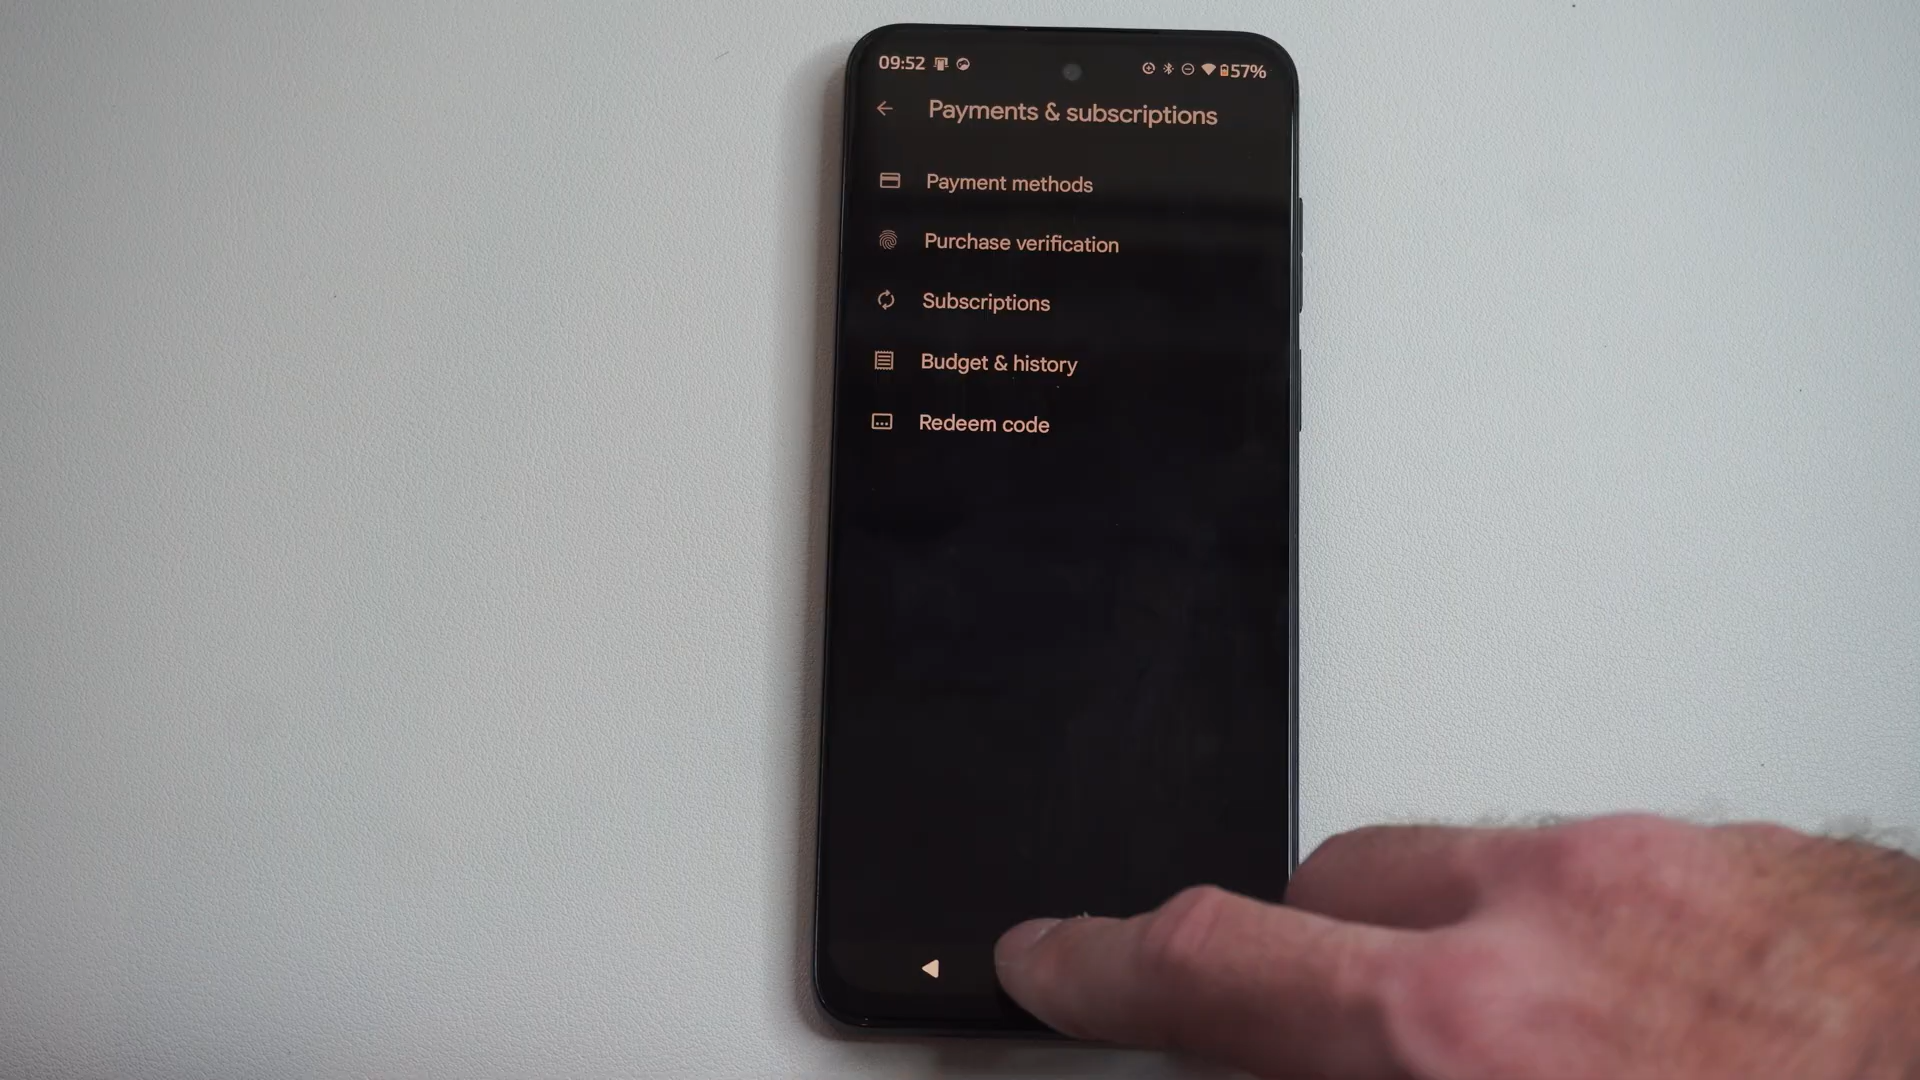 09:52 57%
Payments & subscriptions
Payment methods
Purchase verification
Subscriptions
Budget & history
Redeem code